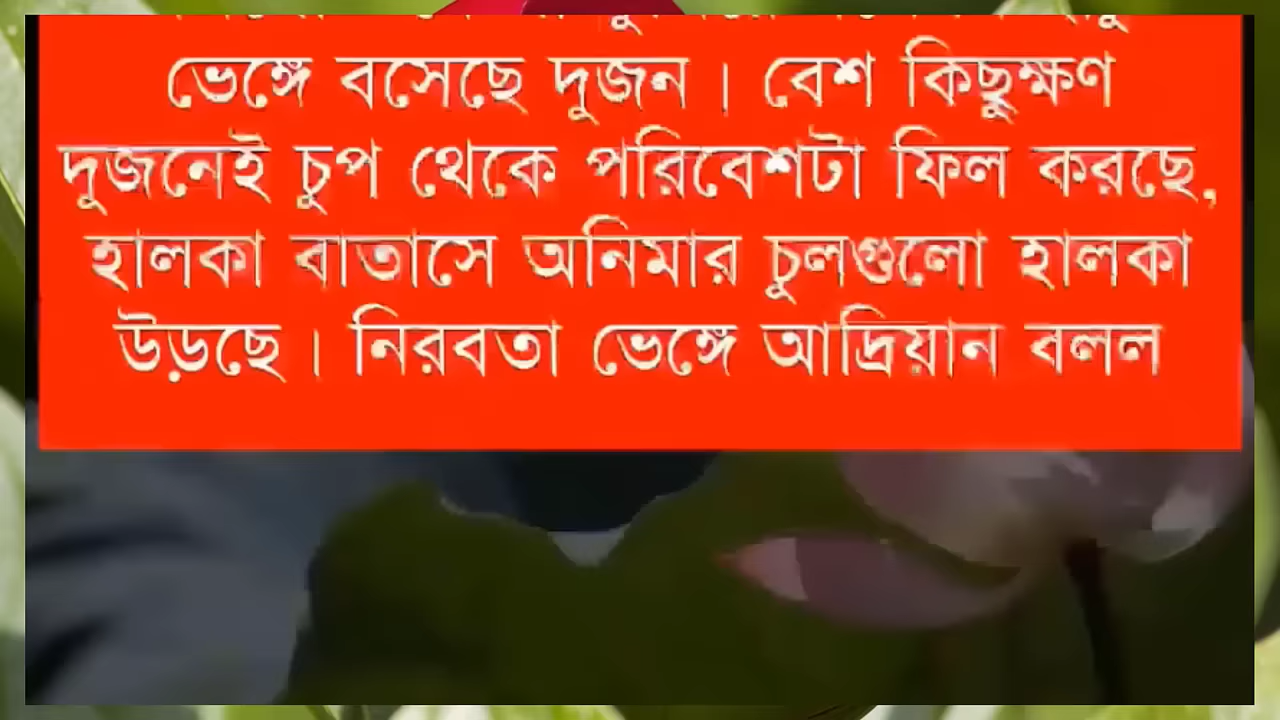 ভেঙ্গে বসেছে দুজন। বেশ কিছুক্ষণ
দুজনেই চুপ থেকে পরিবেশটা ফিল করছে,
হালকা বাতাসে অনিমার চুলগুলো হালকা
উড়ছে। নিরবতা ভেঙ্গে আদ্রিয়ান বলল